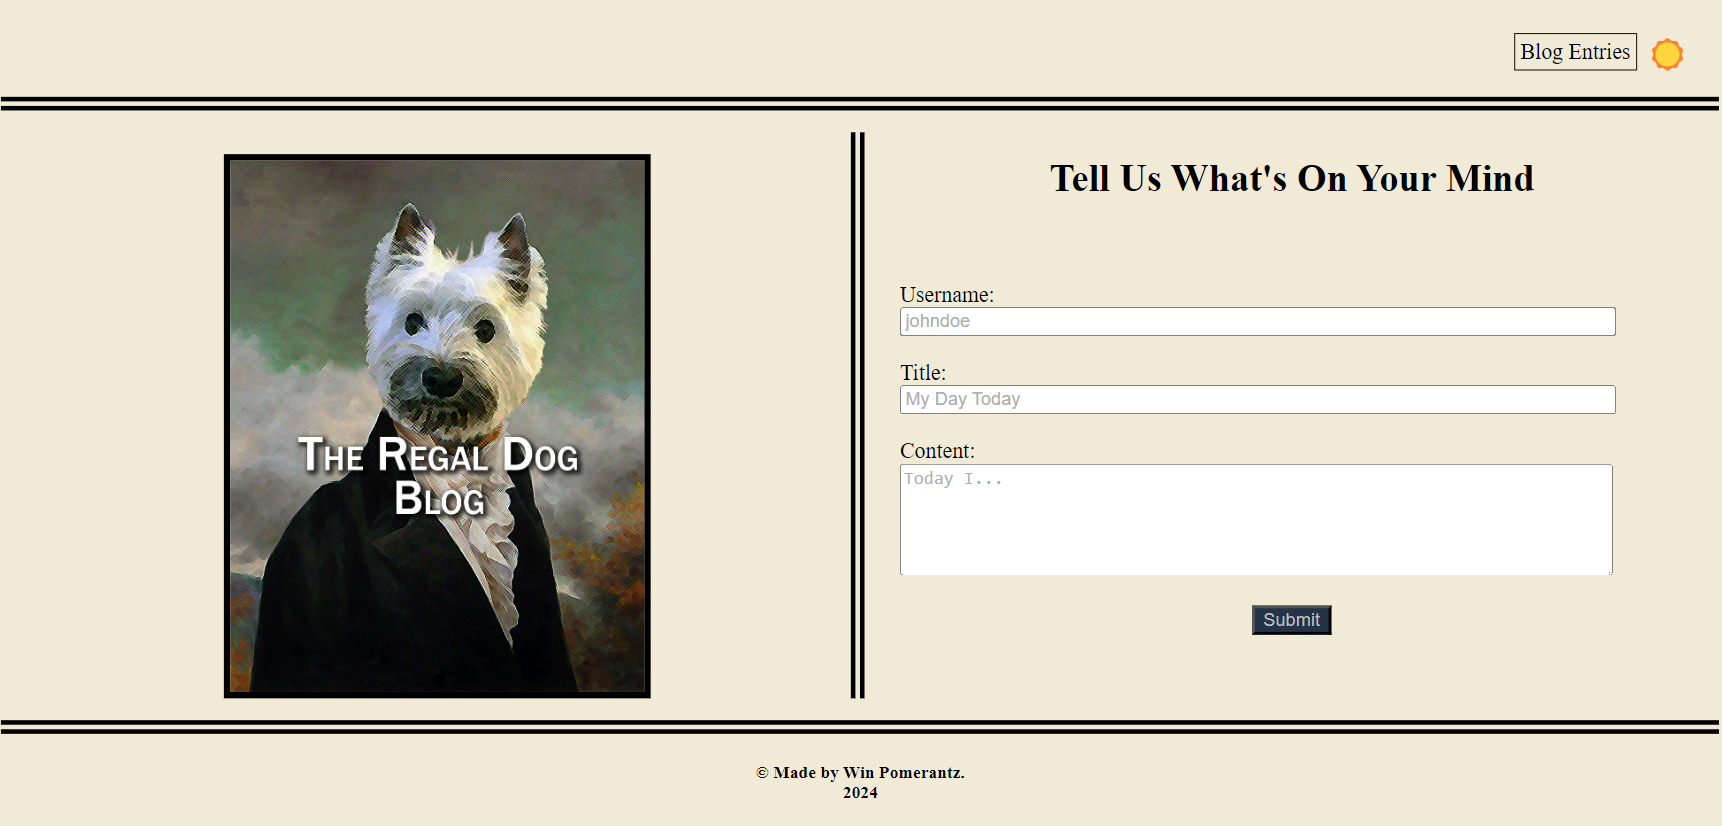 Blog Entries
Tell Us What's On Your Mind
The Regal Dog
Blog
Username:
johndoe
Title:
My Day Today
Content:
Today I...
Submit
© Made by Win Pomerantz.
2024